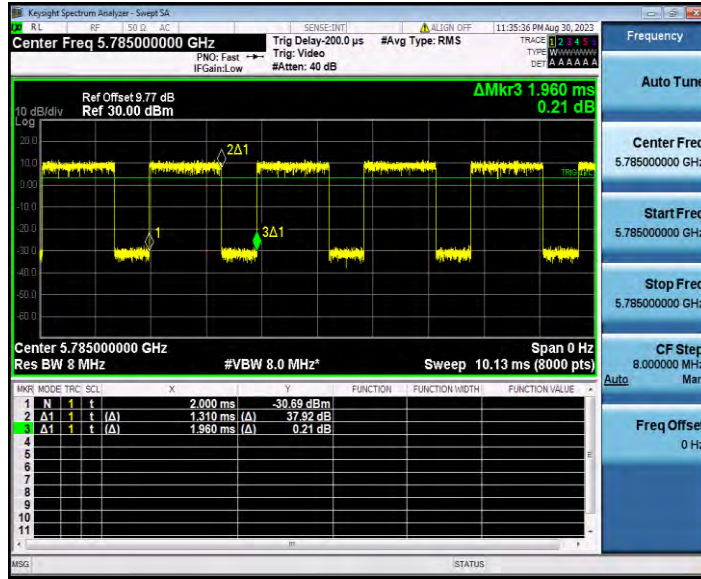 Keysight Spectrum Analyzer - Swept SA
RL RF 50 Ω AC SENSE:INT ALIGN OFF 11:35:36 PM Aug 30, 2023
Center Freq 5.785000000 GHz
PNO: Fast
IFGain:Low
Trig Delay-200.0 µs
Trig: Video
#Atten: 40 dB
#Avg Type: RMS
TRACE 1 2 3 4 5 6
TYPE WWWWWW
DET A A A A A A
ΔMkr3 1.960 ms
0.21 dB
Ref Offset 9.77 dB
10 dB/div Ref 30.00 dBm
Log
20.0
10.0
0.00
-10.0
-20.0
-30.0
-40.0
-50.0
-60.0
2Δ1
1
3Δ1
Center 5.785000000 GHz Span 0 Hz
Res BW 8 MHz #VBW 8.0 MHz* Sweep 10.13 ms (8000 pts)
MKR MODE TRC SCL X Y FUNCTION FUNCTION WIDTH FUNCTION VALUE
1 N 1 t 2.000 ms -30.69 dBm
2 Δ1 1 t (Δ) 1.310 ms (Δ) 37.92 dB
3 Δ1 1 t (Δ) 1.960 ms (Δ) 0.21 dB
4
5
6
7
8
9
10
11
MSG STATUS
Frequency
Auto Tune
Center Freq
5.785000000 GHz
Start Freq
5.785000000 GHz
Stop Freq
5.785000000 GHz
CF Step
8.000000 MHz
Auto Man
Freq Offset
0 Hz